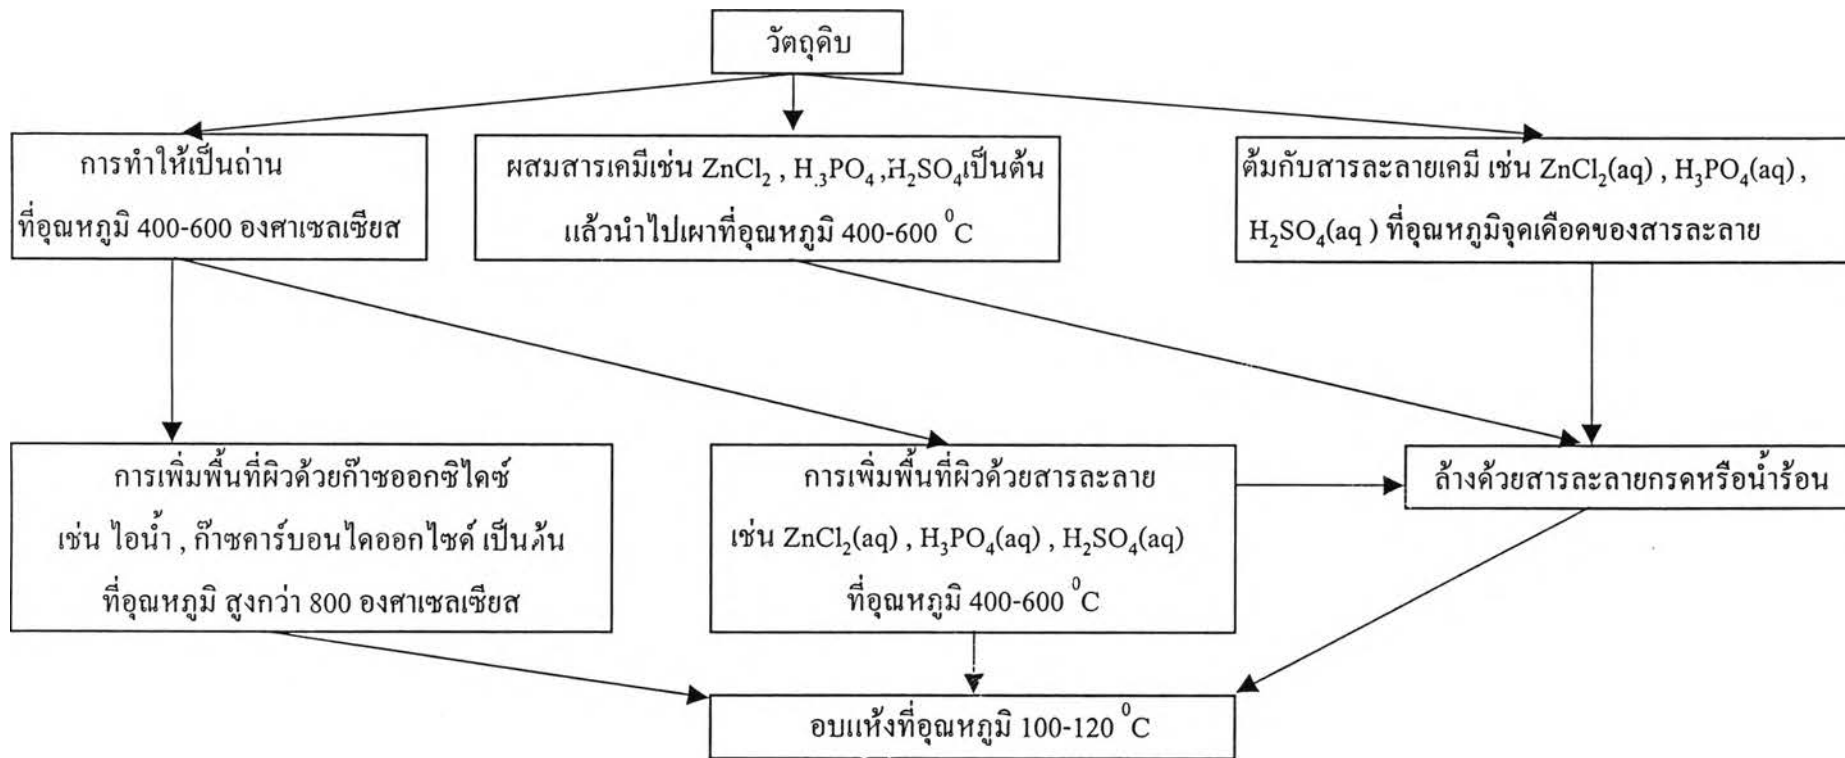 วัตถุดิบ
การทำให้เป็นถ่าน
ที่อุณหภูมิ 400-600 องศาเซลเซียส
ผสมสารเคมีเช่น ZnCl₂ , H₃PO₄ ,H₂SO₄เป็นต้น
แล้วนำไปเผาที่อุณหภูมิ 400-600 ⁰C
ต้มกับสารละลายเคมี เช่น ZnCl₂(aq) , H₃PO₄(aq) ,
H₂SO₄(aq ) ที่อุณหภูมิจุดเดือดของสารละลาย
การเพิ่มพื้นที่ผิวด้วยก๊าซออกซิไดซ์
เช่น ไอน้ำ , ก๊าซคาร์บอนไดออกไซด์ เป็นต้น
ที่อุณหภูมิ สูงกว่า 800 องศาเซลเซียส
การเพิ่มพื้นที่ผิวด้วยสารละลาย
เช่น ZnCl₂(aq) , H₃PO₄(aq) , H₂SO₄(aq)
ที่อุณหภูมิ 400-600 ⁰C
ล้างด้วยสารละลายกรดหรือน้ำร้อน
อบแห้งที่อุณหภูมิ 100-120 ⁰C